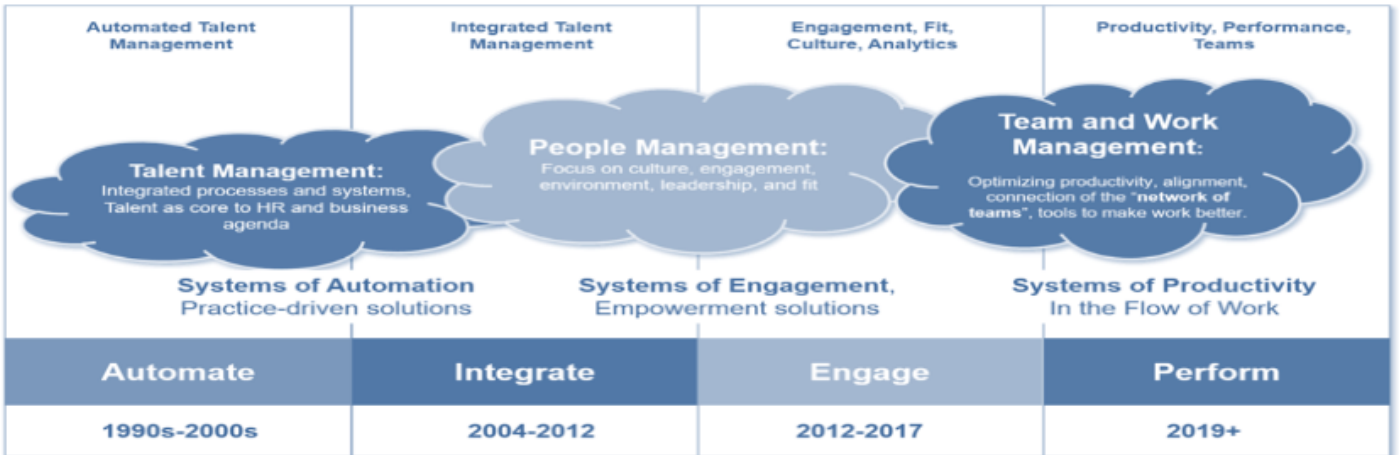 Automated Talent
Management
Integrated Talent
Management
Engagement, Fit,
Culture, Analytics
Productivity, Performance,
Teams
Talent Management:
Integrated processes and systems,
Talent as core to HR and business
agenda
People Management:
Focus on culture, engagement,
environment, leadership, and fit
Team and Work
Management:
Optimizing productivity, alignment,
connection of the "network of
teams", tools to make work better.
Systems of Automation
Practice-driven solutions
Systems of Engagement,
Empowerment solutions
Systems of Productivity
In the Flow of Work
Automate
Integrate
Engage
Perform
1990s-2000s
2004-2012
2012-2017
2019+